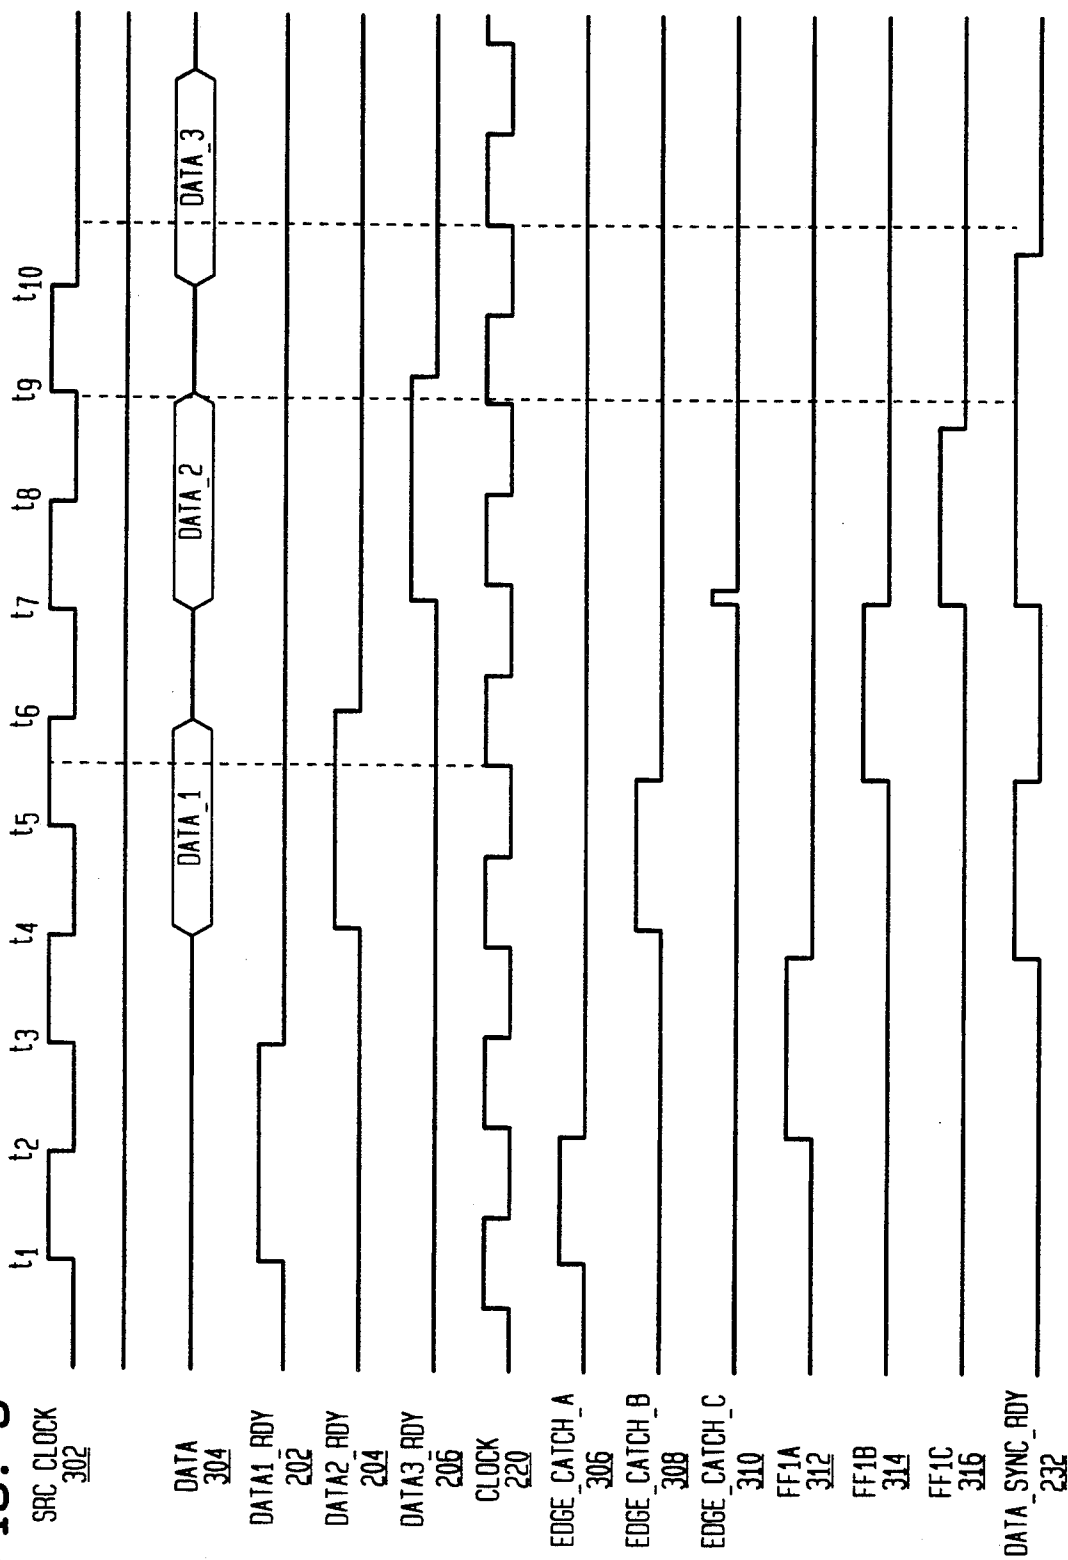 SRC_CLOCK
302
t1 t2 t3 t4 t5 t6 t7 t8 t9 t10
DATA
304
DATA_1 DATA_2 DATA_3
DATA1_RDY
202
DATA2_RDY
204
DATA3_RDY
206
CLOCK
220
EDGE_CATCH_A
306
EDGE_CATCH_B
308
EDGE_CATCH_C
310
FF1A
312
FF1B
314
FF1C
316
DATA_SYNC_RDY
232